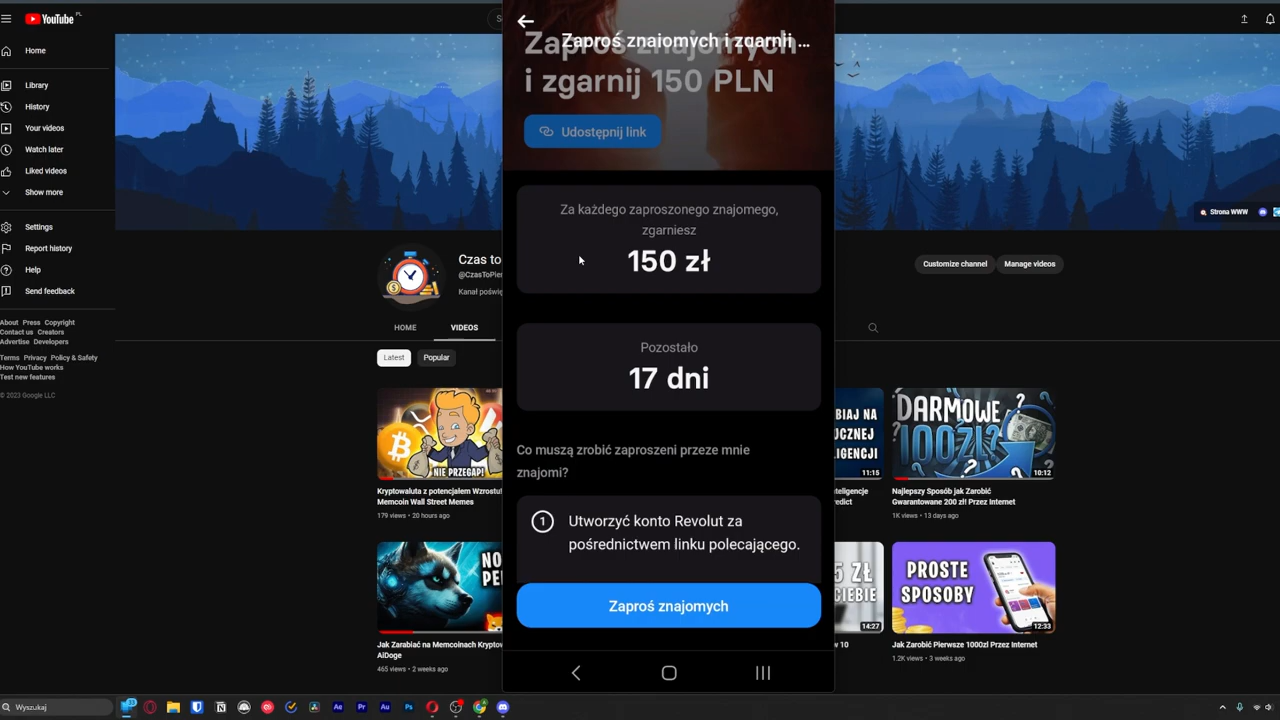 YouTube PL
Home
Library
History
Your videos
Watch later
Liked videos
Show more
Settings
Report history
Help
Send feedback
About Press Copyright
Contact us Creators
Advertise Developers
Terms Privacy Policy & Safety
How YouTube works
Test new features
© 2023 Google LLC
Strona WWW
Czas to
@CzasToPie
Kanał poświę
Customize channel
Manage videos
HOME
VIDEOS
Latest
Popular
NIE PRZEGAP!
Kryptowaluta z potencjałem Wzrostu!
Memcoin Wall Street Memes
179 views • 20 hours ago
11:15
DARMOWE
100ZŁ?
10:12
Najlepszy Sposób jak Zarobić
Gwarantowane 200 zł! Przez Internet
1K views • 13 days ago
Jak Zarabiać na Memcoinach Kryptow
AiDoge
465 views • 2 weeks ago
14:27
PROSTE
SPOSOBY
12:33
Jak Zarobić Pierwsze 1000zł Przez Internet
1.2K views • 3 weeks ago
Zaproś znajomych i zgarnij ...
Zaproś znajomych
i zgarnij 150 PLN
Udostępnij link
Za każdego zaproszonego znajomego,
zgarniesz
150 zł
Pozostało
17 dni
Co muszą zrobić zaproszeni przeze mnie
znajomi?
1 Utworzyć konto Revolut za
pośrednictwem linku polecającego.
Zaproś znajomych
Wyszukaj